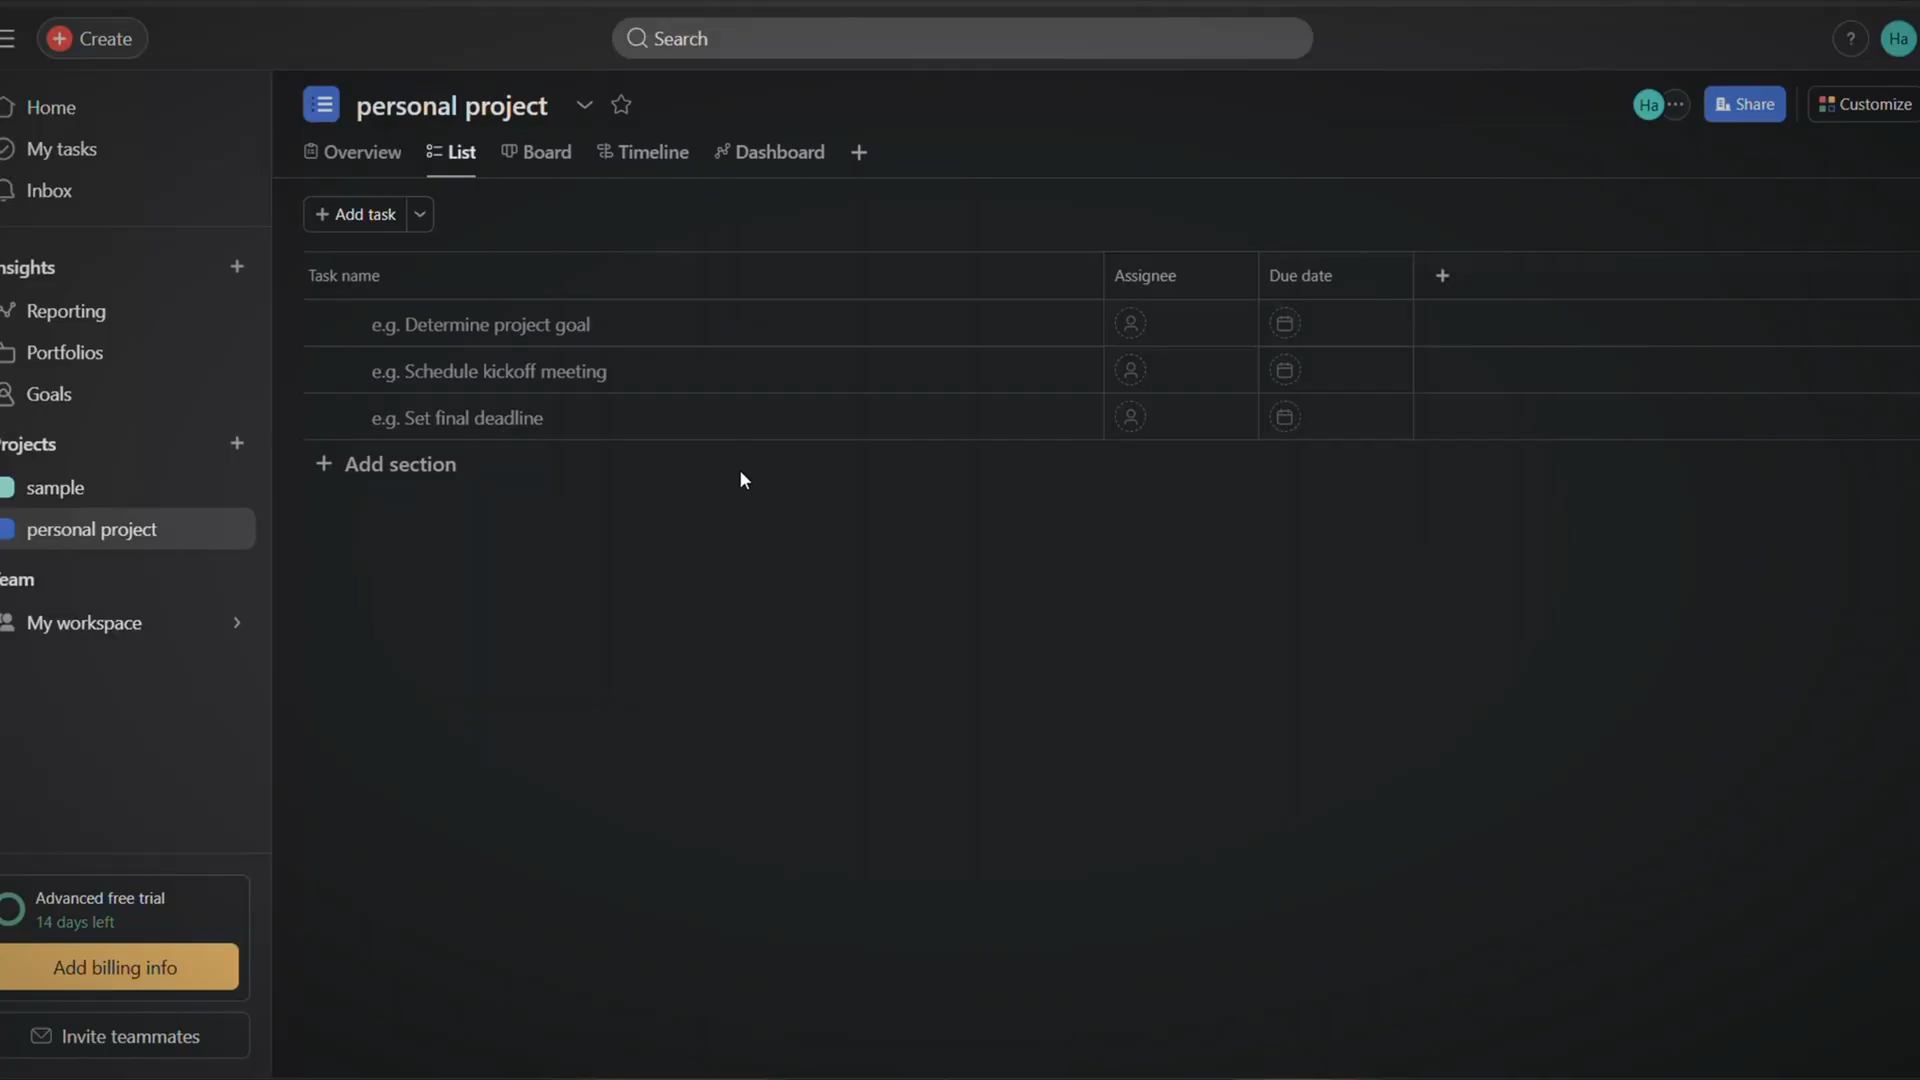 Create
Search
?
Ha
Home
My tasks
Inbox
nsights
Reporting
Portfolios
Goals
rojects
sample
personal project
eam
My workspace
Advanced free trial
14 days left
Add billing info
Invite teammates
personal project
Ha
Share
Customize
Overview
List
Board
Timeline
Dashboard
Add task
Task name
Assignee
Due date
e.g. Determine project goal
e.g. Schedule kickoff meeting
e.g. Set final deadline
Add section